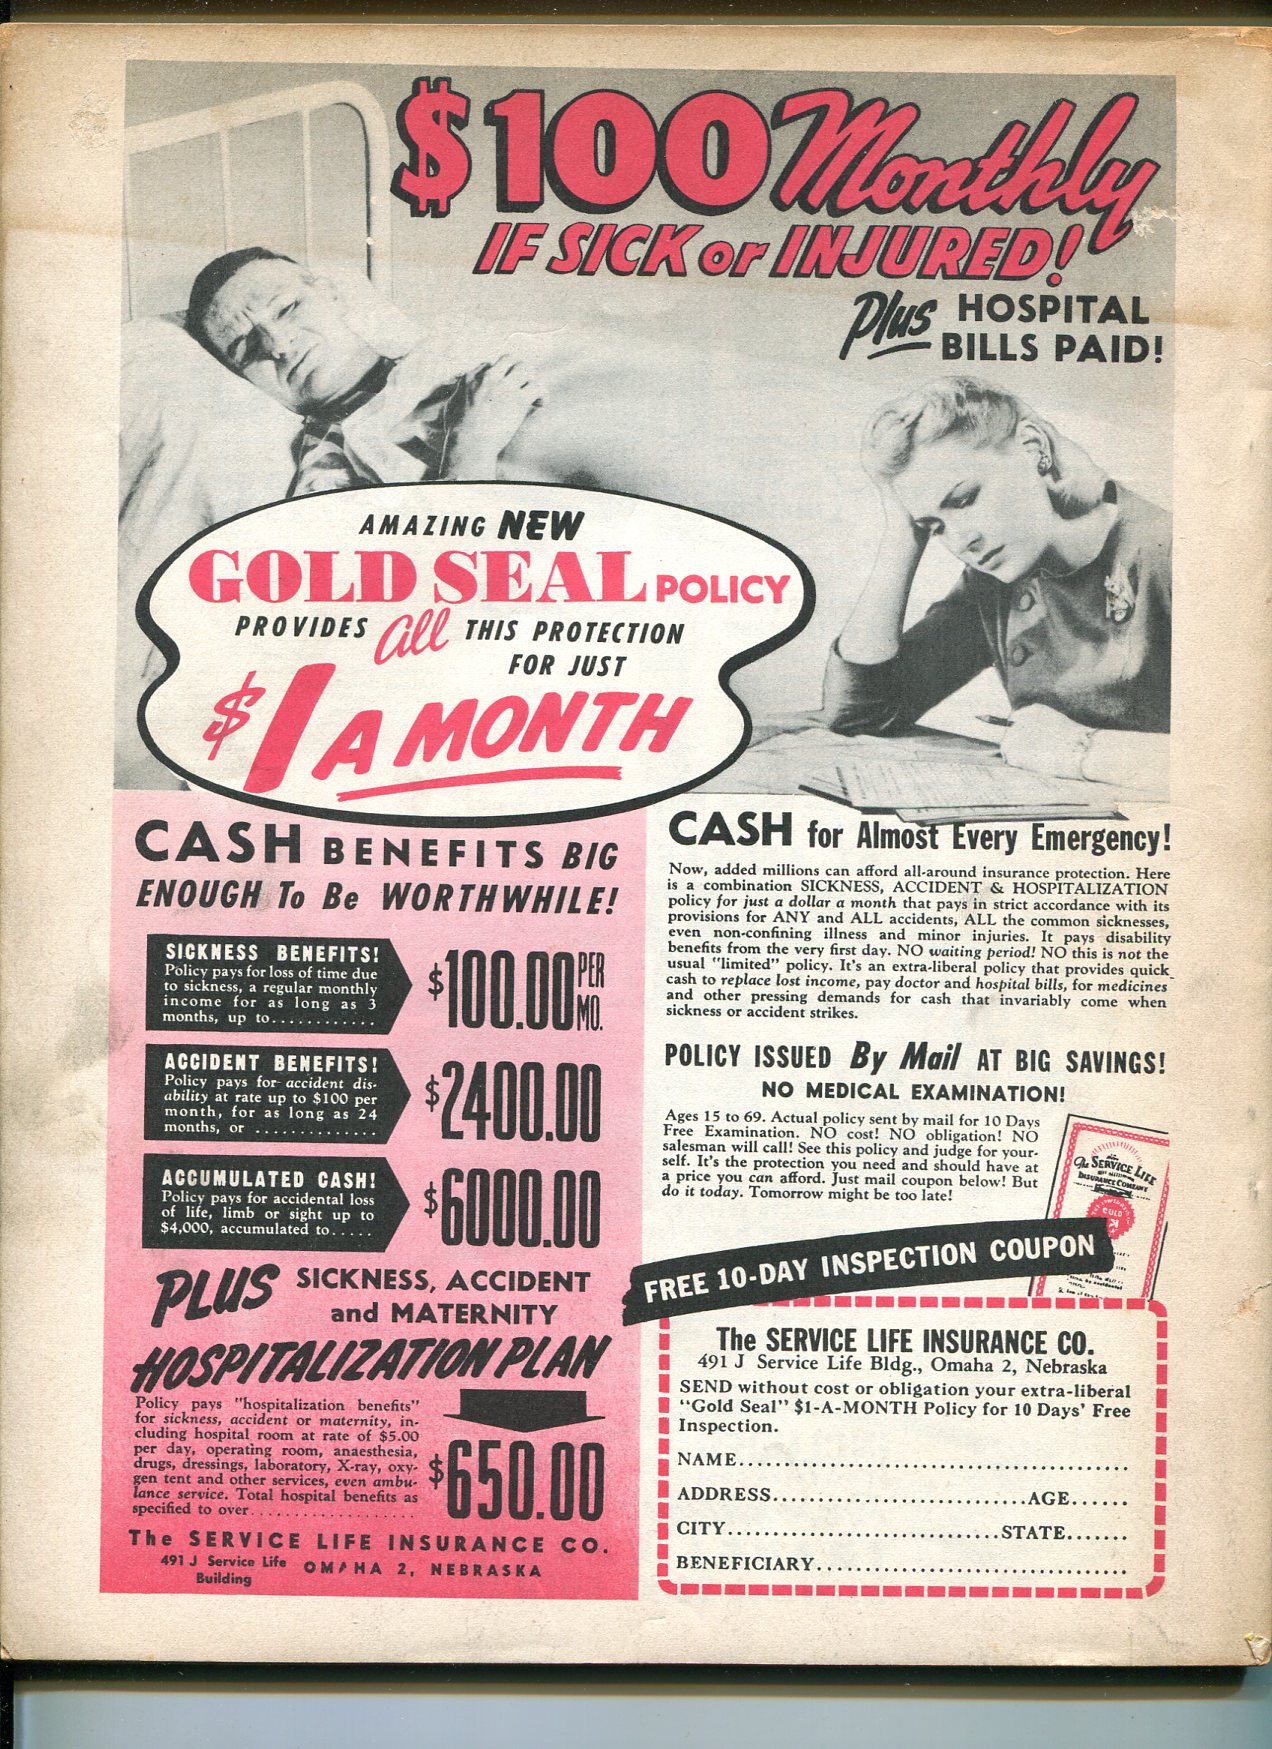 $100 Monthly
IF SICK or INJURED!
Plus HOSPITAL
BILLS PAID!
AMAZING NEW
GOLD SEAL POLICY
PROVIDES all THIS PROTECTION
FOR JUST
$1 A MONTH
CASH BENEFITS BIG
ENOUGH To Be WORTHWHILE!
SICKNESS BENEFITS!
Policy pays for loss of time due
to sickness, a regular monthly
income for as long as 3
months, up to............
$100.00 PER
MO.
ACCIDENT BENEFITS!
Policy pays for accident dis-
ability at rate up to $100 per
month, for as long as 24
months, or .............
$2400.00
ACCUMULATED CASH!
Policy pays for accidental loss
of life, limb or sight up to
$4,000, accumulated to.....
$6000.00
PLUS SICKNESS, ACCIDENT
and MATERNITY
HOSPITALIZATION PLAN
Policy pays "hospitalization benefits"
for sickness, accident or maternity, in-
cluding hospital room at rate of $5.00
per day, operating room, anaesthesia,
drugs, dressings, laboratory, X-ray, oxy-
gen tent and other services, even ambu-
lance service. Total hospital benefits as
specified to over...................
$650.00
The SERVICE LIFE INSURANCE CO.
491 J Service Life
Building
OMAHA 2, NEBRASKA
CASH for Almost Every Emergency!
Now, added millions can afford all-around insurance protection. Here
is a combination SICKNESS, ACCIDENT & HOSPITALIZATION
policy for just a dollar a month that pays in strict accordance with its
provisions for ANY and ALL accidents, ALL the common sicknesses,
even non-confining illness and minor injuries. It pays disability
benefits from the very first day. NO waiting period! NO this is not the
usual "limited" policy. It's an extra-liberal policy that provides quick
cash to replace lost income, pay doctor and hospital bills, for medicines
and other pressing demands for cash that invariably come when
sickness or accident strikes.
POLICY ISSUED By Mail AT BIG SAVINGS!
NO MEDICAL EXAMINATION!
Ages 15 to 69. Actual policy sent by mail for 10 Days
Free Examination. NO cost! NO obligation! NO
salesman will call! See this policy and judge for your-
self. It's the protection you need and should have at
a price you can afford. Just mail coupon below! But
do it today. Tomorrow might be too late!
The SERVICE LIFE
INSURANCE COMPANY
GOLD
FREE 10-DAY INSPECTION COUPON
The SERVICE LIFE INSURANCE CO.
491 J Service Life Bldg., Omaha 2, Nebraska
SEND without cost or obligation your extra-liberal
"Gold Seal" $1-A-MONTH Policy for 10 Days' Free
Inspection.
NAME............................................
ADDRESS............................AGE......
CITY...............................STATE.......
BENEFICIARY..................................